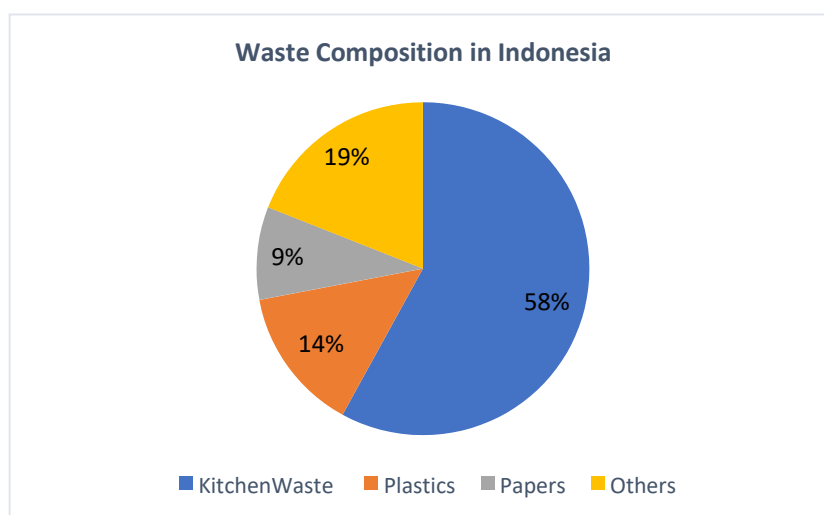 Waste Composition in Indonesia
19%
9%
58%
14%
KitchenWaste Plastics Papers Others